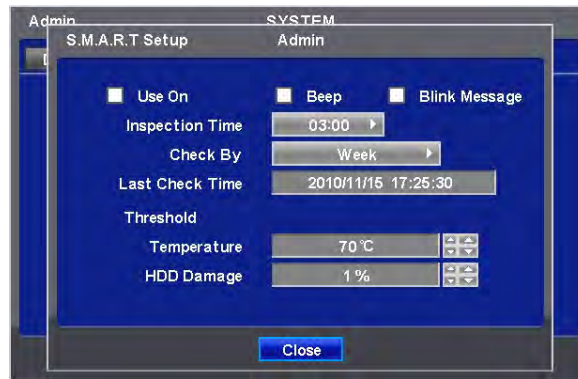 Admin SYSTEM
S.M.A.R.T Setup Admin
Use On Beep Blink Message
Inspection Time 03:00
Check By Week
Last Check Time 2010/11/15 17:25:30
Threshold
Temperature 70℃
HDD Damage 1%
Close